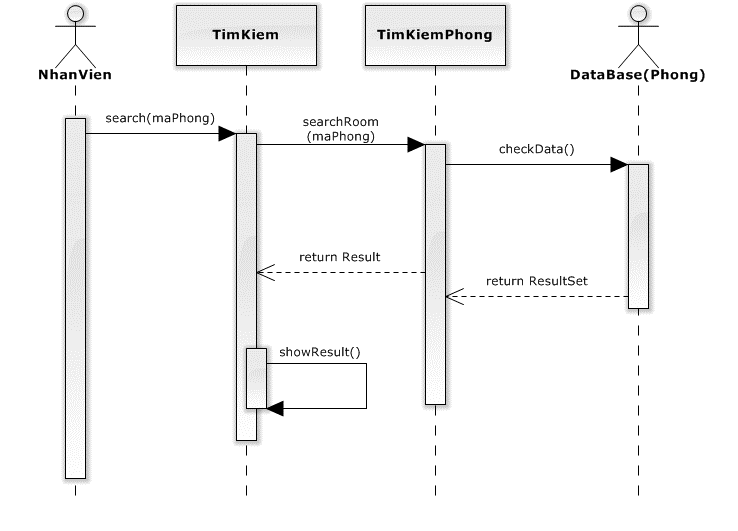 TimKiem
TimKiemPhong
NhanVien
DataBase(Phong)
search(maPhong)
searchRoom
(maPhong)
checkData()
return Result
return ResultSet
showResult()